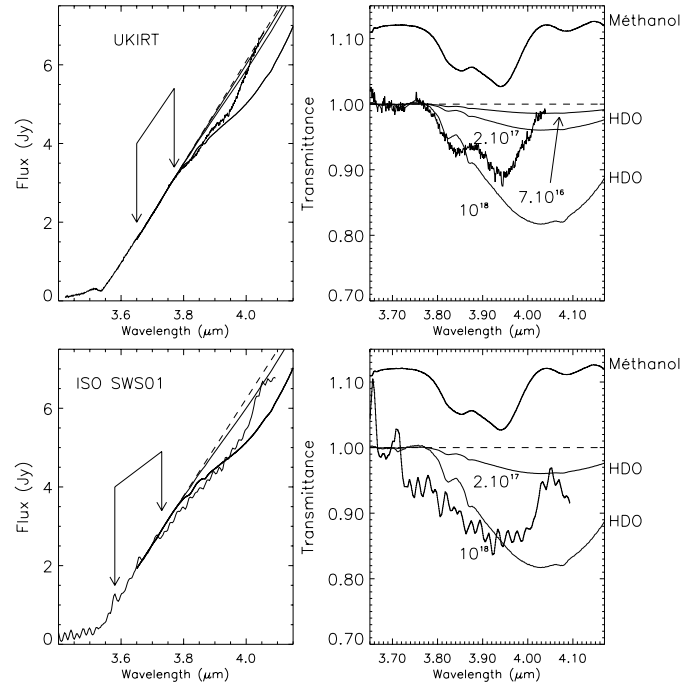 UKIRT
Flux (Jy)
6
4
2
0
3.6 3.8 4.0
Wavelength (μm)
Transmittance
1.10
1.00
0.90
0.80
0.70
3.70 3.80 3.90 4.00 4.10
Wavelength (μm)
2.10¹⁷
7.10¹⁶
10¹⁸
Méthanol
HDO
HDO
ISO SWS01
Flux (Jy)
6
4
2
0
3.6 3.8 4.0
Wavelength (μm)
Transmittance
1.10
1.00
0.90
0.80
0.70
3.70 3.80 3.90 4.00 4.10
Wavelength (μm)
2.10¹⁷
10¹⁸
Méthanol
HDO
HDO